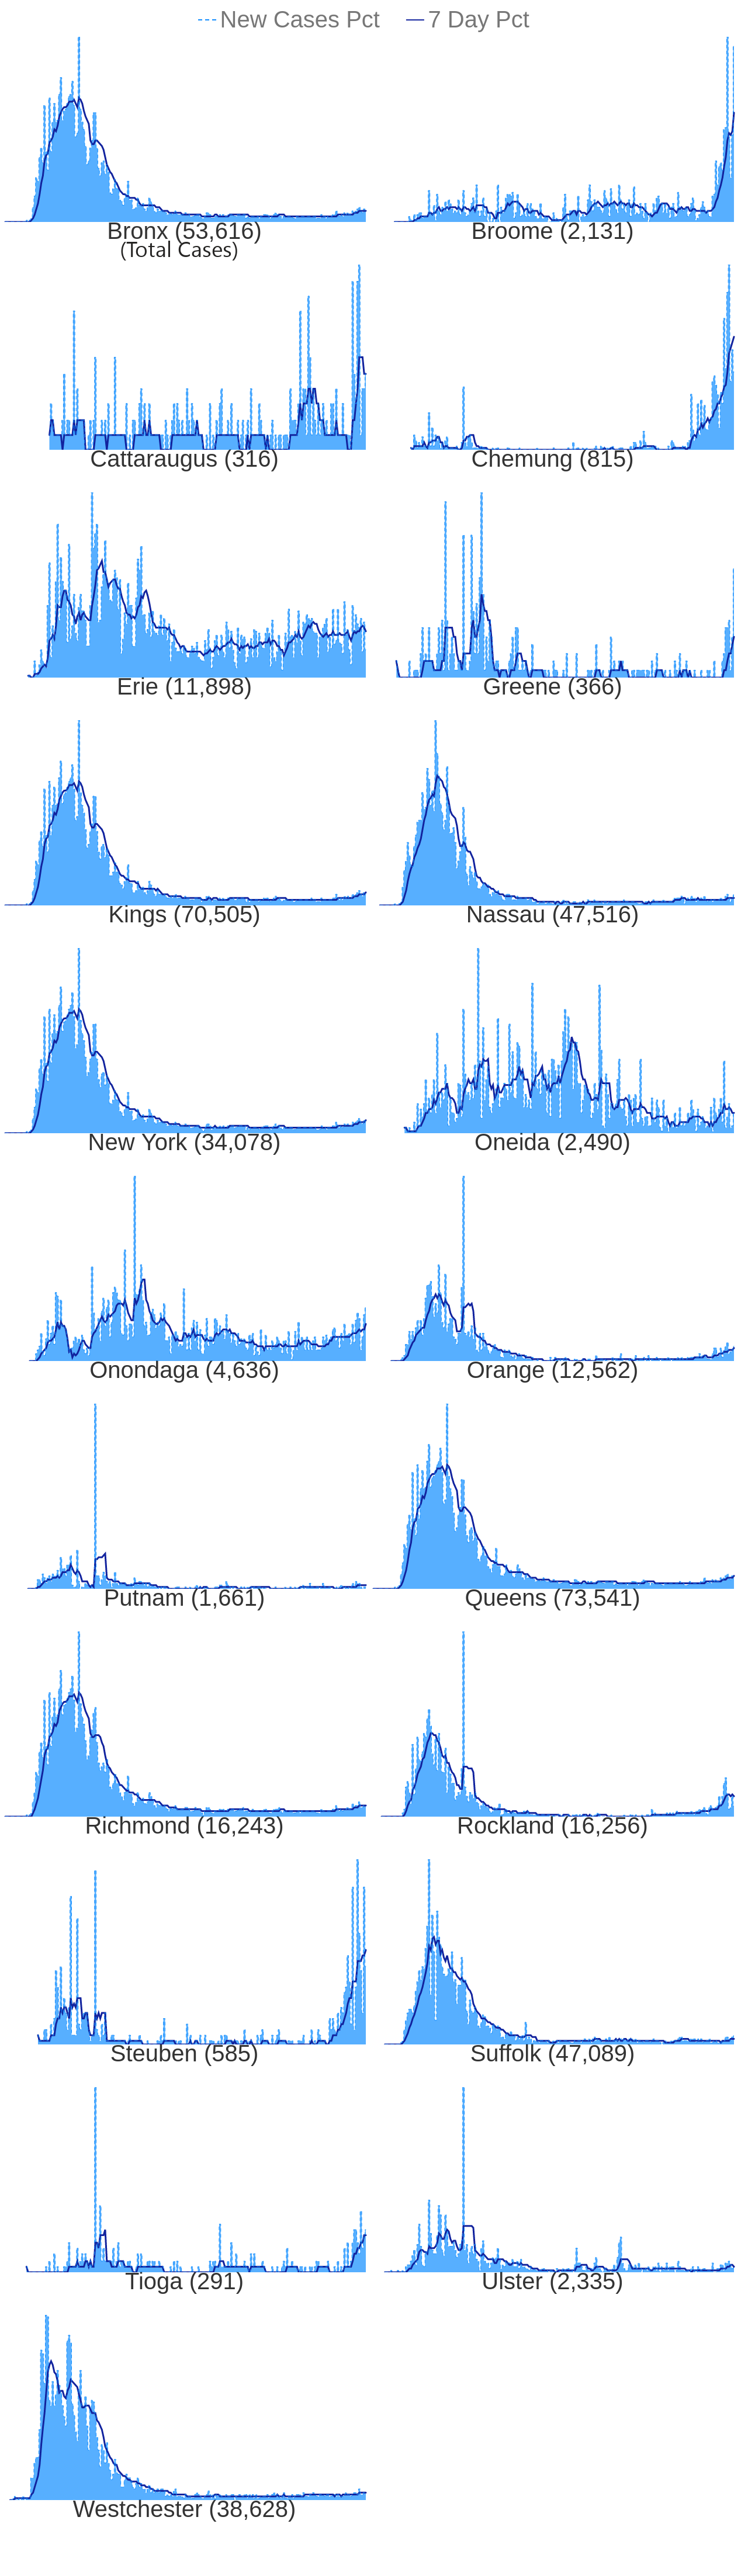 New Cases Pct 7 Day Pct
Bronx (53,616) Broome (2,131)
(Total Cases)
Cattaraugus (316) Chemung (815)
Erie (11,898) Greene (366)
Kings (70,505) Nassau (47,516)
New York (34,078) Oneida (2,490)
Onondaga (4,636) Orange (12,562)
Putnam (1,661) Queens (73,541)
Richmond (16,243) Rockland (16,256)
Steuben (585) Suffolk (47,089)
Tioga (291) Ulster (2,335)
Westchester (38,628)